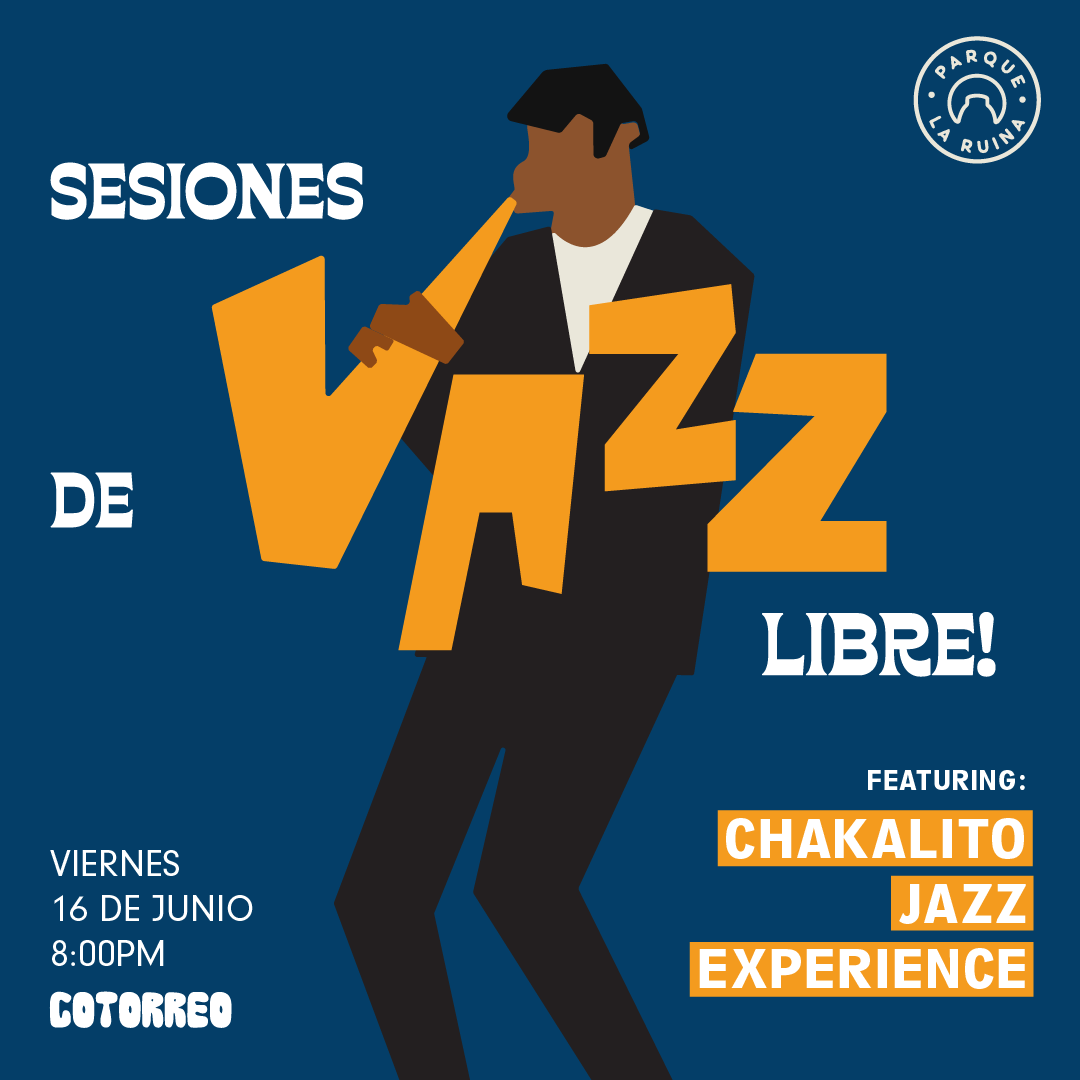 PARQUE
LA RUINA
SESIONES
DE
JAZZ
LIBRE!
FEATURING:
CHAKALITO
JAZZ
EXPERIENCE
VIERNES
16 DE JUNIO
8:00PM
COTORREO